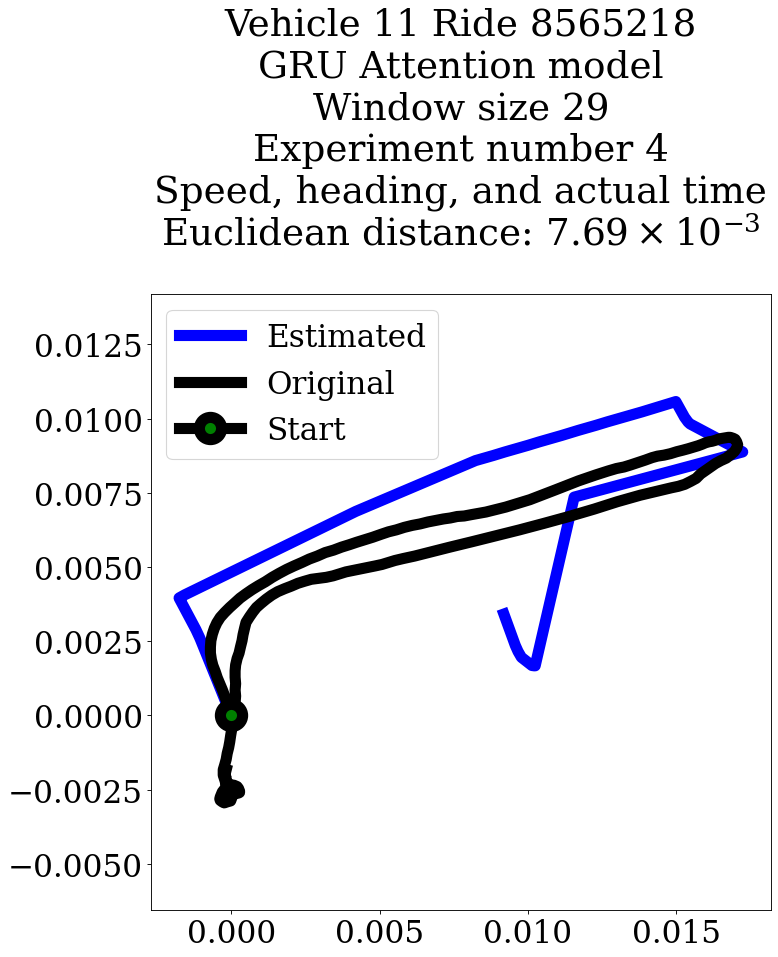 Vehicle 11 Ride 8565218
GRU Attention model
Window size 29
Experiment number 4
Speed, heading, and actual time
Euclidean distance: 7.69 × 10⁻³
Estimated
Original
Start
0.0125
0.0100
0.0075
0.0050
0.0025
0.0000
−0.0025
−0.0050
0.000 0.005 0.010 0.015